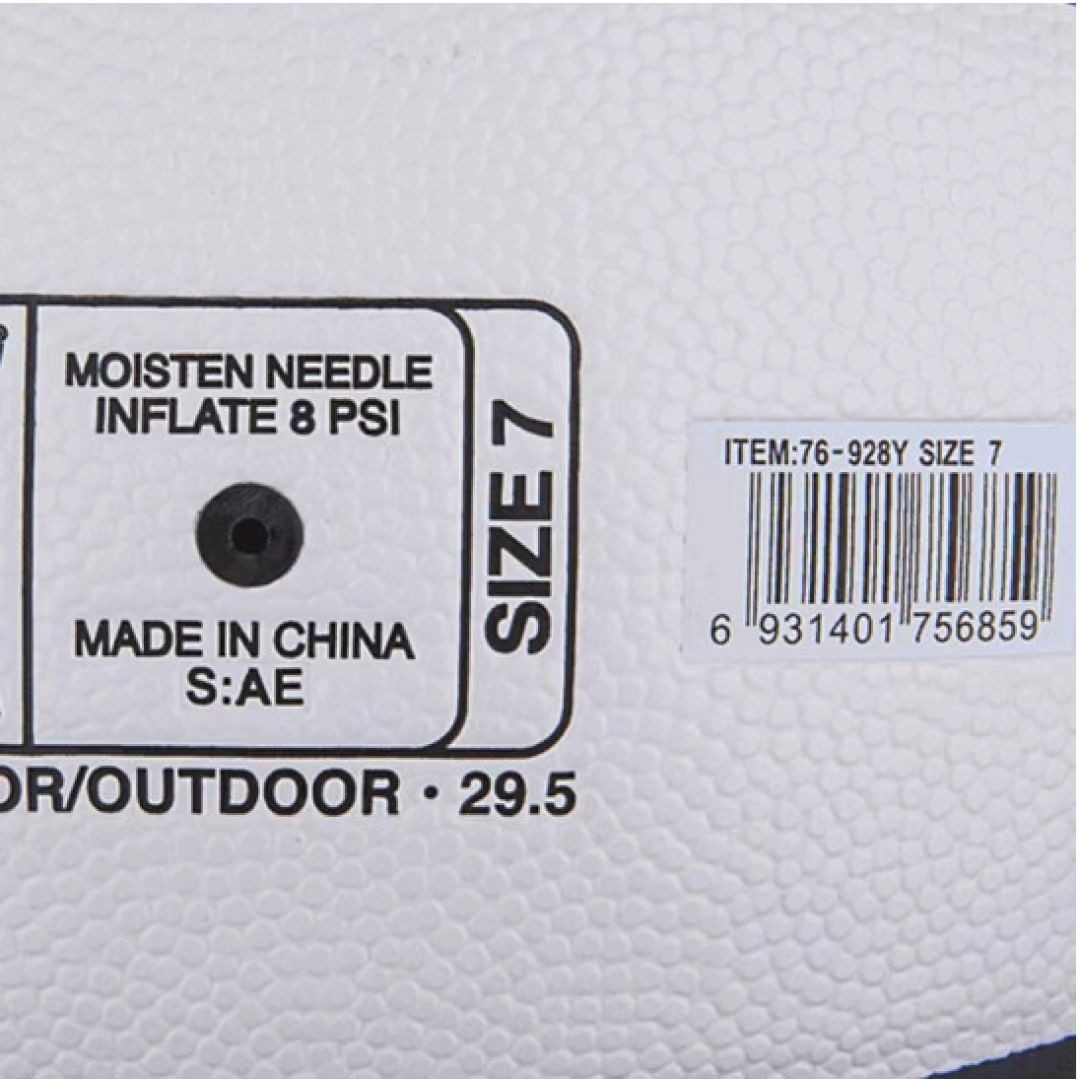 MOISTEN NEEDLE
INFLATE 8 PSI
MADE IN CHINA
S:AE
SIZE 7
OR/OUTDOOR · 29.5
ITEM:76-928Y SIZE 7
6 931401 756859